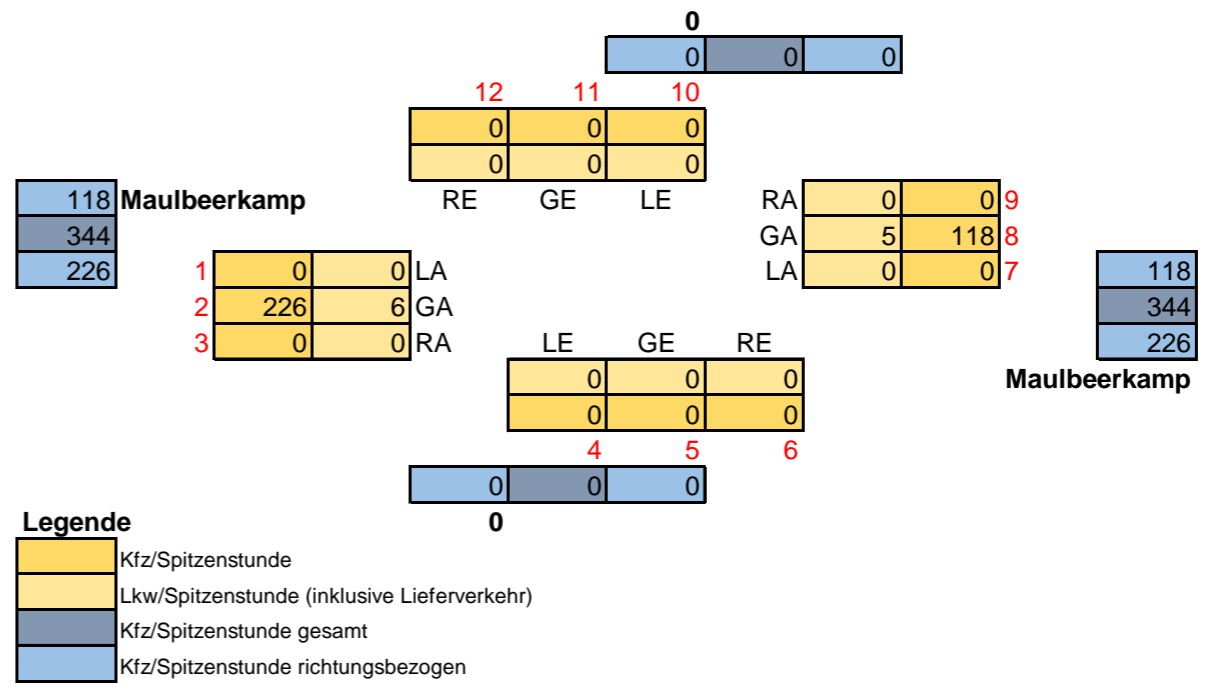 0
0 0 0
12 11 10
0 0 0
0 0 0
118 Maulbeerkamp RE GE LE RA 0 0 9
344 GA 5 118 8
226 1 0 0 LA LA 0 0 7 118
2 226 6 GA 344
3 0 0 RA LE GE RE 226
0 0 0 Maulbeerkamp
0 0 0
4 5 6
0 0 0
Legende 0
Kfz/Spitzenstunde
Lkw/Spitzenstunde (inklusive Lieferverkehr)
Kfz/Spitzenstunde gesamt
Kfz/Spitzenstunde richtungsbezogen